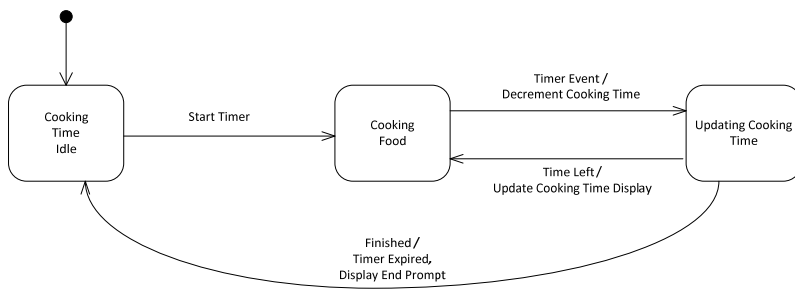 Cooking
Time
Idle
Start Timer
Cooking
Food
Timer Event /
Decrement Cooking Time
Time Left /
Update Cooking Time Display
Updating Cooking
Time
Finished /
Timer Expired,
Display End Prompt